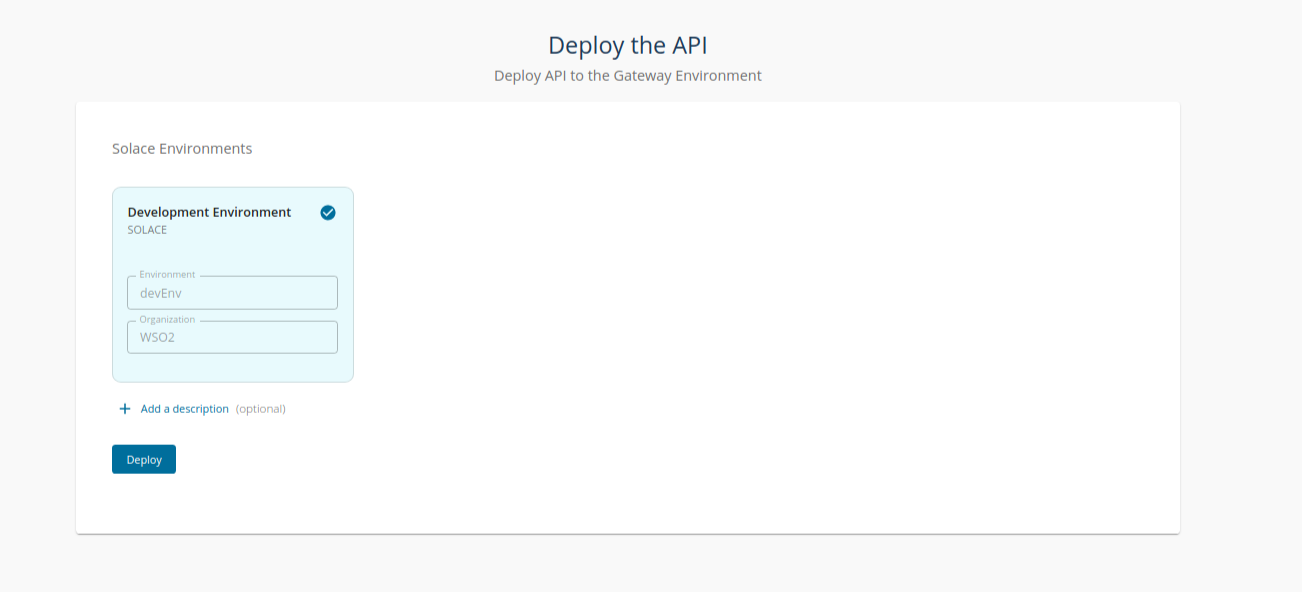 Deploy the API
Deploy API to the Gateway Environment
Solace Environments
Development Environment
SOLACE
Environment
devEnv
Organization
WSO2
Add a description (optional)
Deploy